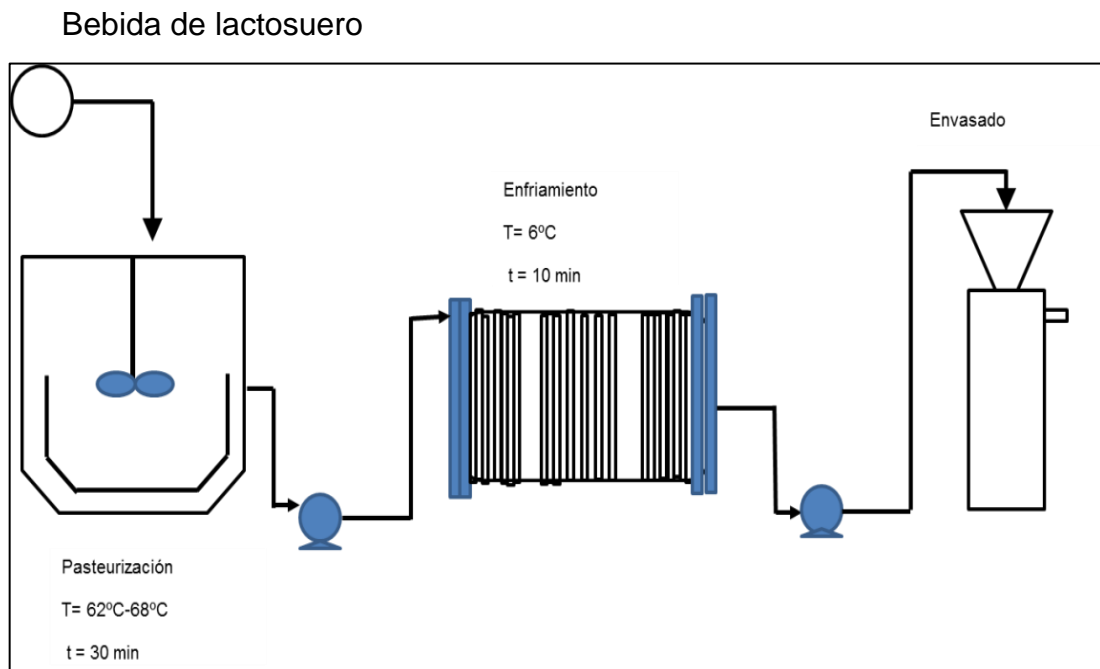 Bebida de lactosuero
Envasado
Enfriamiento
T= 6ºC
t = 10 min
Pasteurización
T= 62ºC-68ºC
t = 30 min